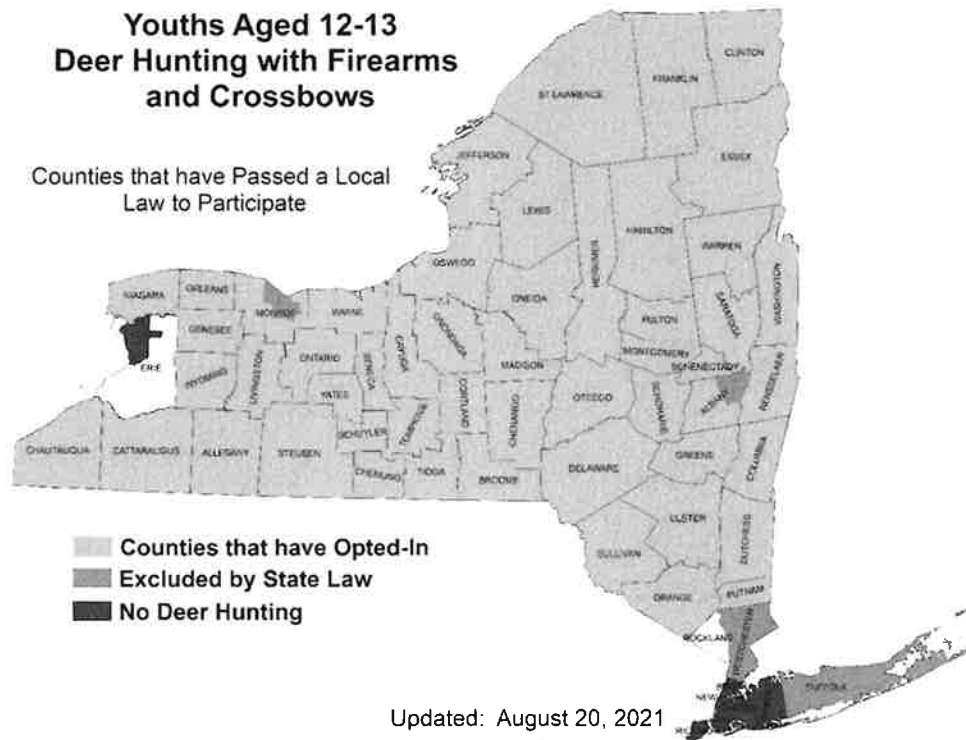 Youths Aged 12-13
Deer Hunting with Firearms
and Crossbows
Counties that have Passed a Local
Law to Participate
CLINTON
FRANKLIN
ST LAWRENCE
ESSEX
JEFFERSON
LEWIS
HAMILTON
WARREN
HERKIMER
OSWEGO
WASHINGTON
ONEIDA
SARATOGA
NIAGARA
ORLEANS
MONROE
WAYNE
FULTON
GENESEE
ONONDAGA
MONTGOMERY
ONTARIO
SENECA
CAYUGA
MADISON
SCHENECTADY
RENSSELAER
ERIE
WYOMING
LIVINGSTON
YATES
CORTLAND
OTSEGO
SCHOHARIE
ALBANY
TOMPKINS
CHENANGO
SCHUYLER
CHAUTAUQUA
CATTARAUGUS
ALLEGANY
STEUBEN
CHEMUNG
TIOGA
BROOME
DELAWARE
GREENE
COLUMBIA
ULSTER
DUTCHESS
SULLIVAN
ORANGE
PUTNAM
ROCKLAND
WESTCHESTER
SUFFOLK
Counties that have Opted-In
Excluded by State Law
No Deer Hunting
NEW
Updated: August 20, 2021